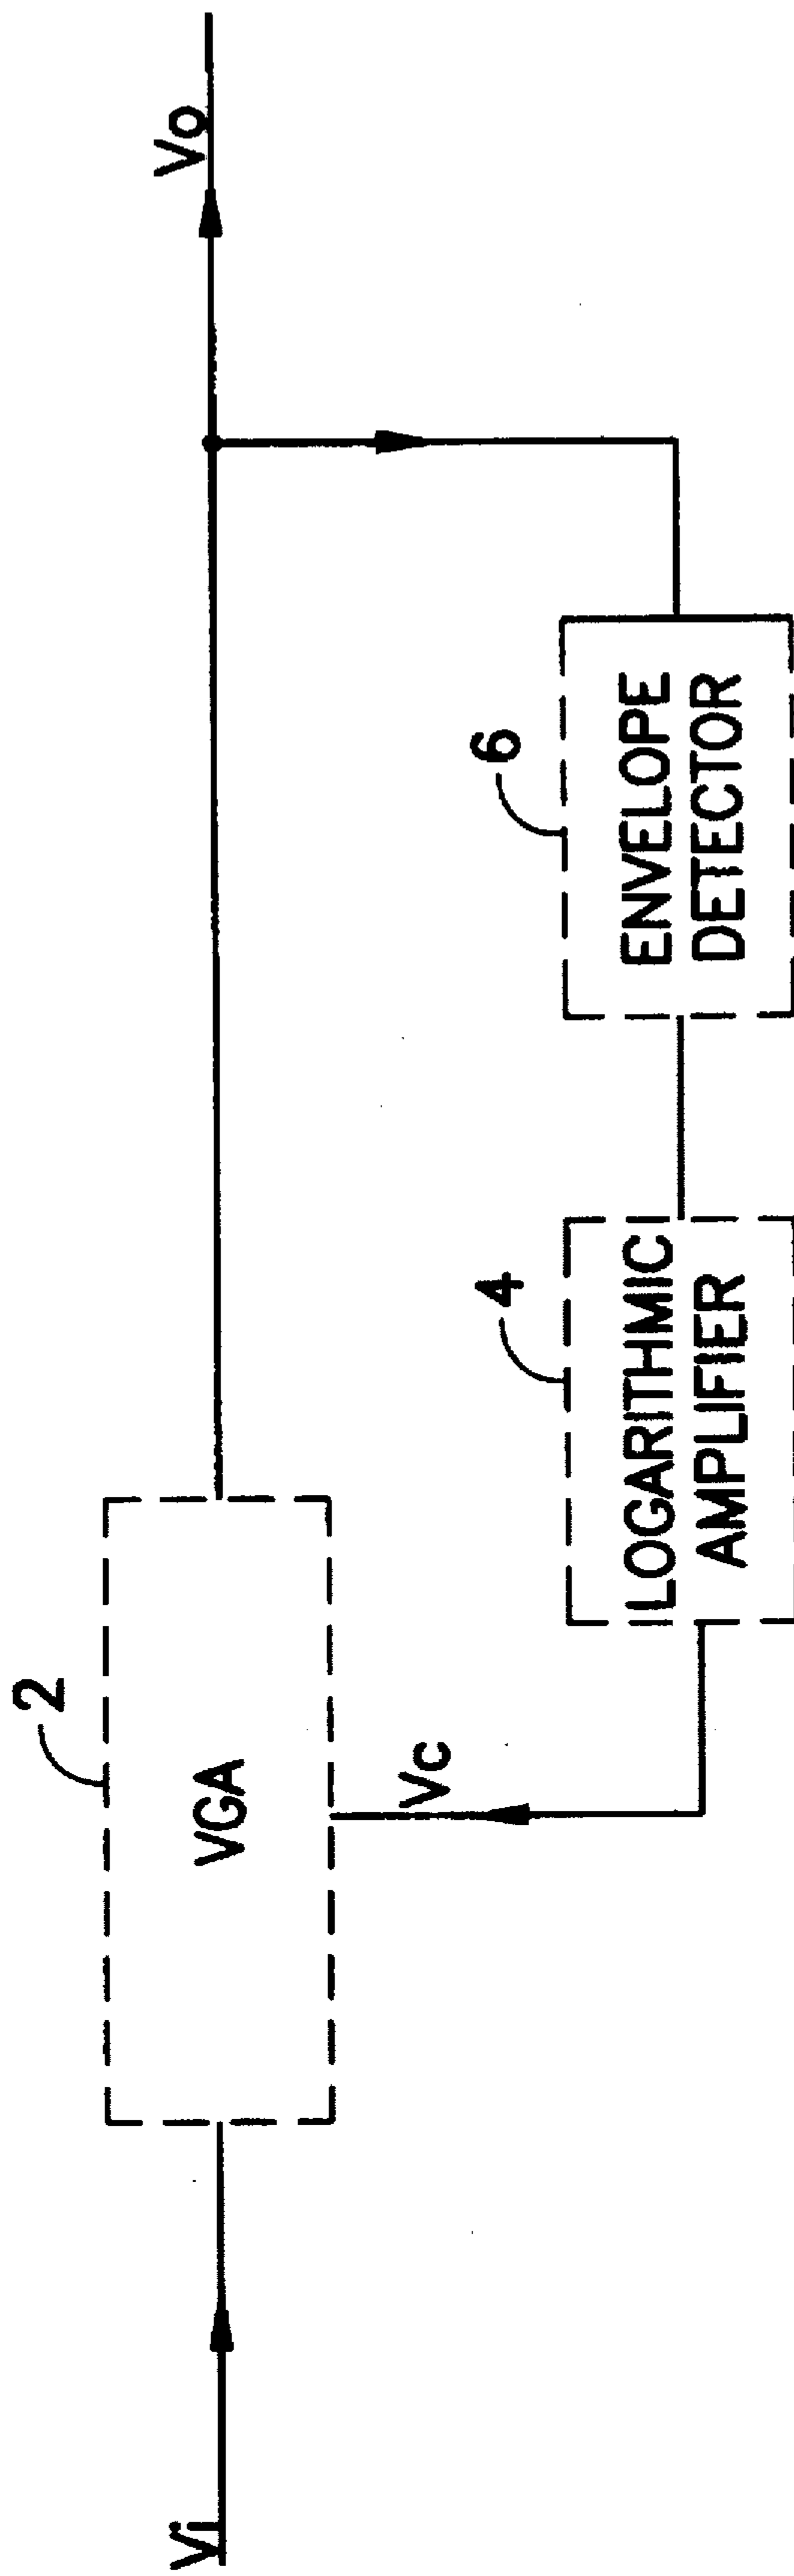 Vi
2
VGA
Vc
4
LOGARITHMIC
AMPLIFIER
6
ENVELOPE
DETECTOR
Vo